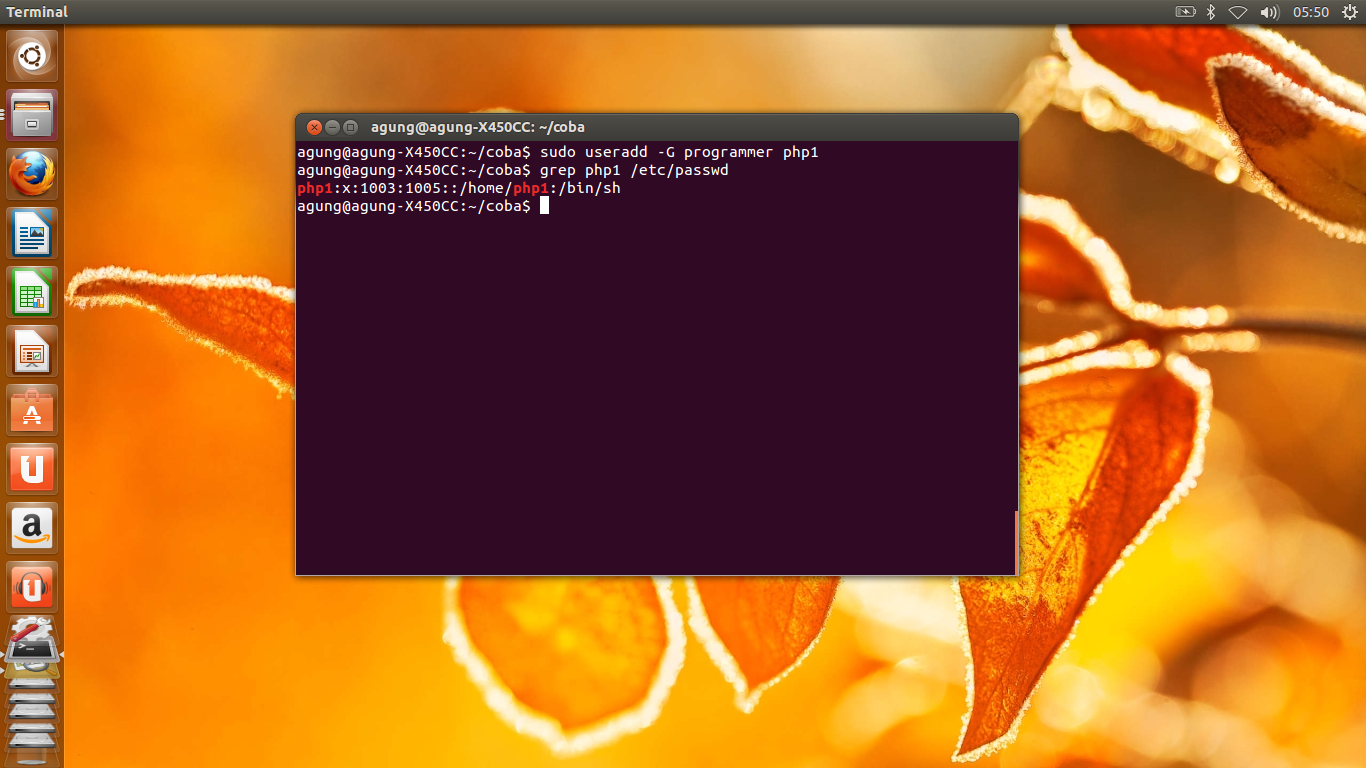 Terminal
05:50
agung@agung-X450CC: ~/coba
agung@agung-X450CC:~/coba$ sudo useradd -G programmer php1
agung@agung-X450CC:~/coba$ grep php1 /etc/passwd
php1:x:1003:1005::/home/php1:/bin/sh
agung@agung-X450CC:~/coba$